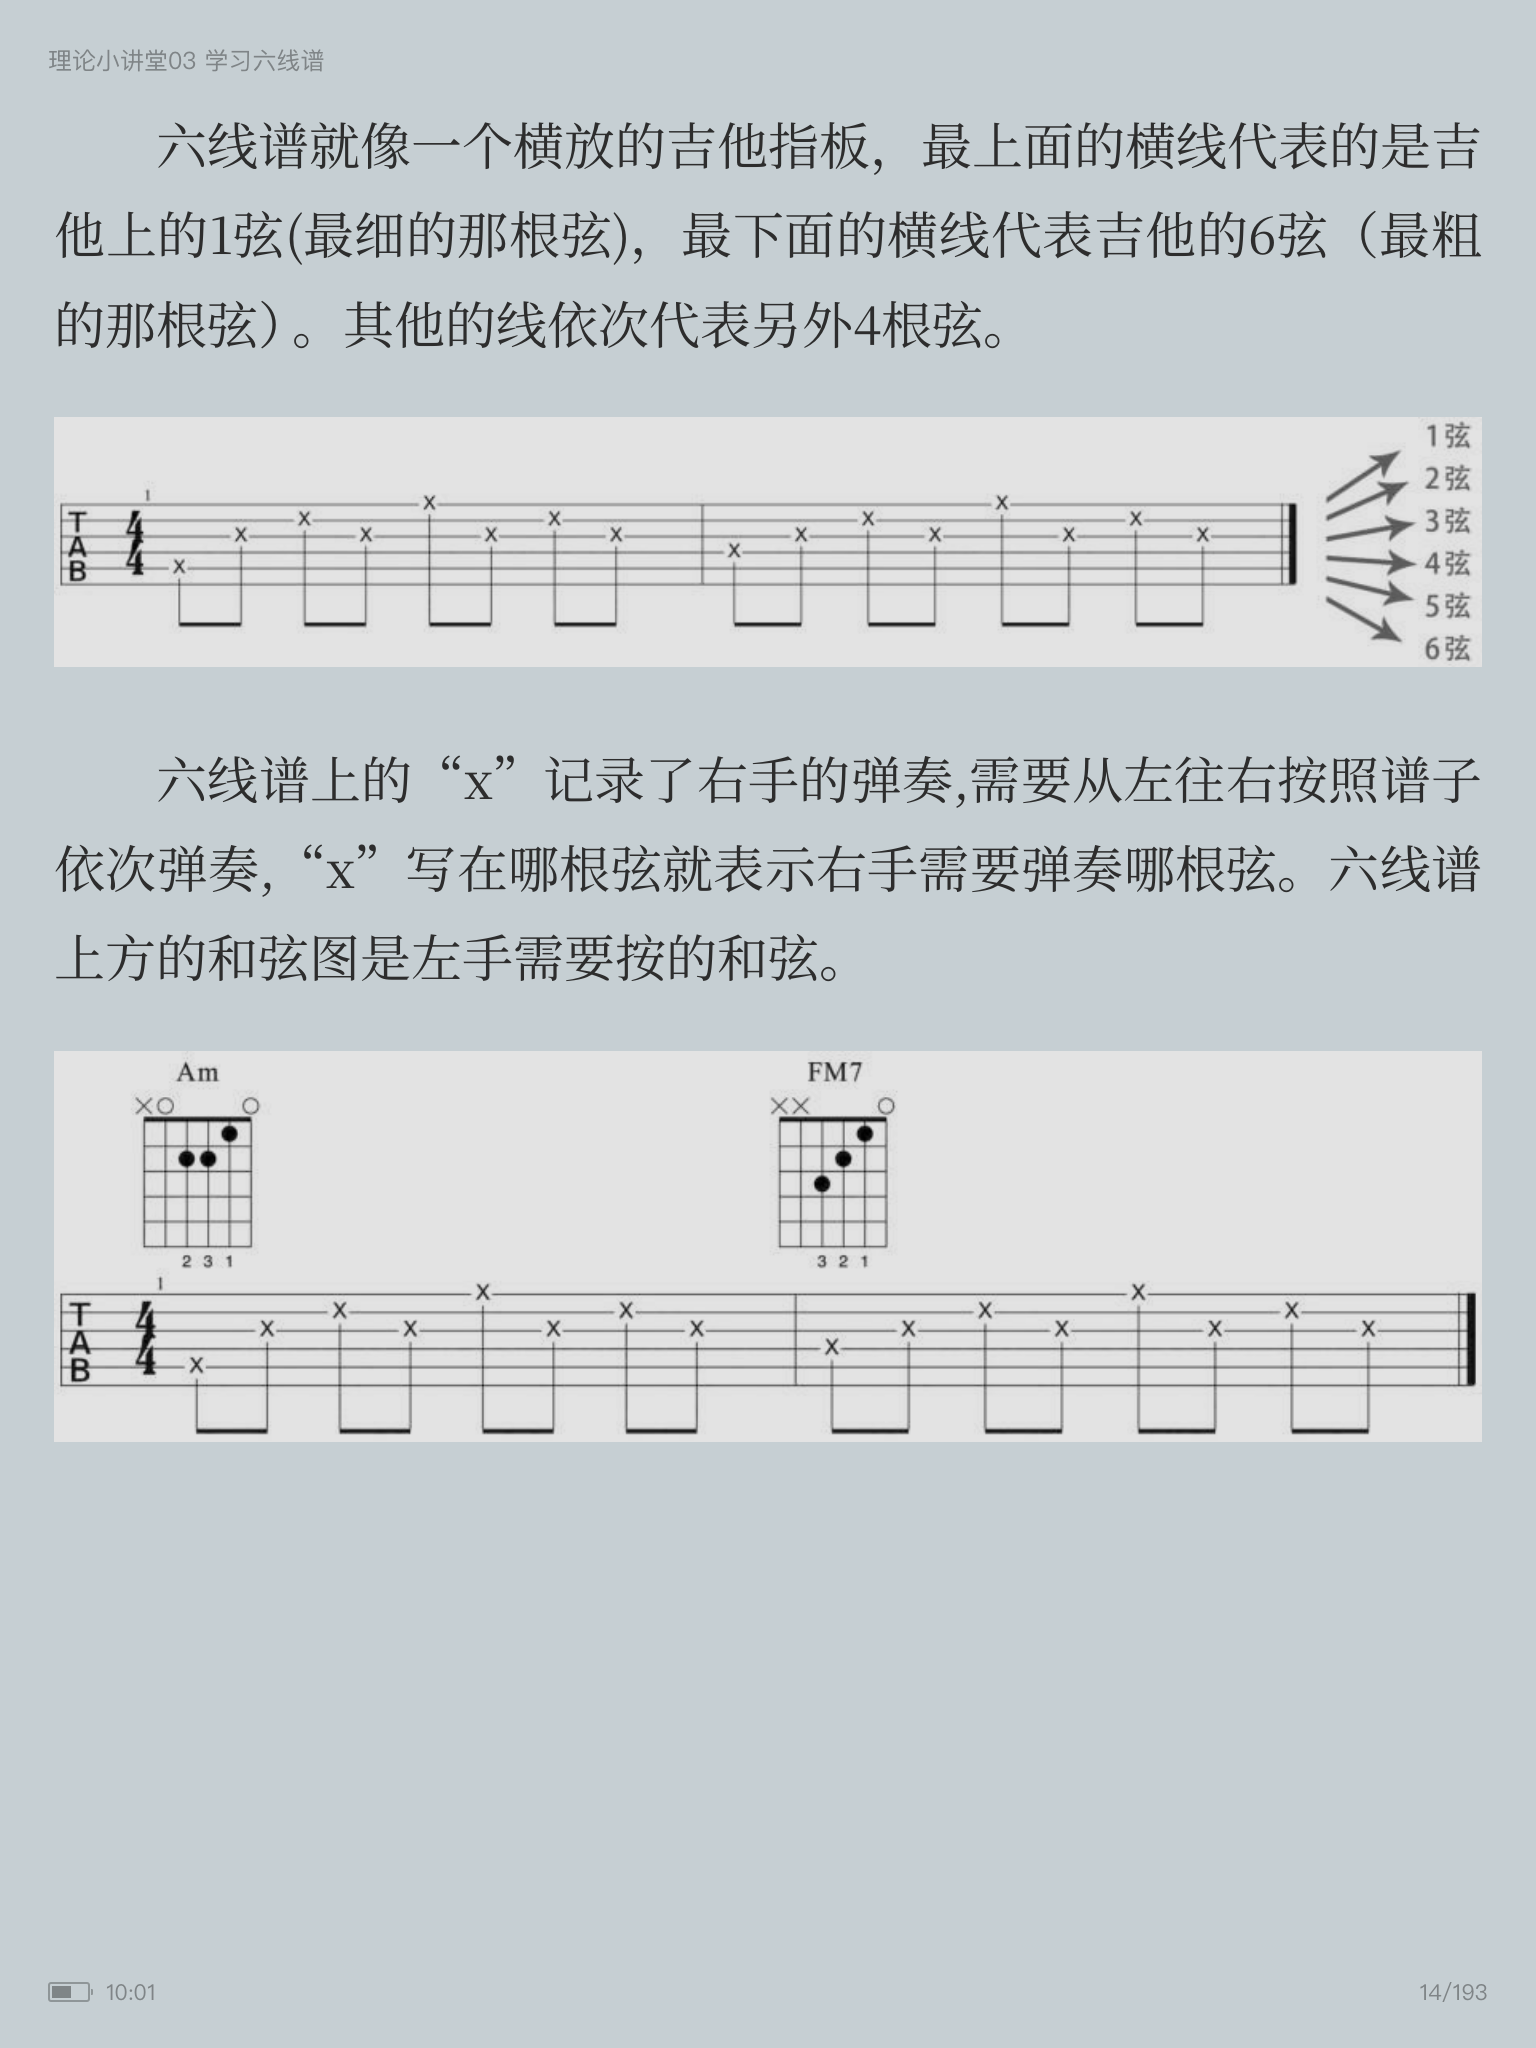 理论小讲堂03 学习六线谱
六线谱就像一个横放的吉他指板，最上面的横线代表的是吉
他上的1弦(最细的那根弦)，最下面的横线代表吉他的6弦（最粗
的那根弦）。其他的线依次代表另外4根弦。
1弦
2弦
3弦
4弦
5弦
6弦
1
T
A
B
4
4
x x x x x x x x x x x x x x x x
六线谱上的“x”记录了右手的弹奏,需要从左往右按照谱子
依次弹奏,“x”写在哪根弦就表示右手需要弹奏哪根弦。六线谱
上方的和弦图是左手需要按的和弦。
Am FM7
×○ ○ ×× ○
2 3 1 3 2 1
1
T
A
B
4
4
x x x x x x x x x x x x x x x x
10:01 14/193